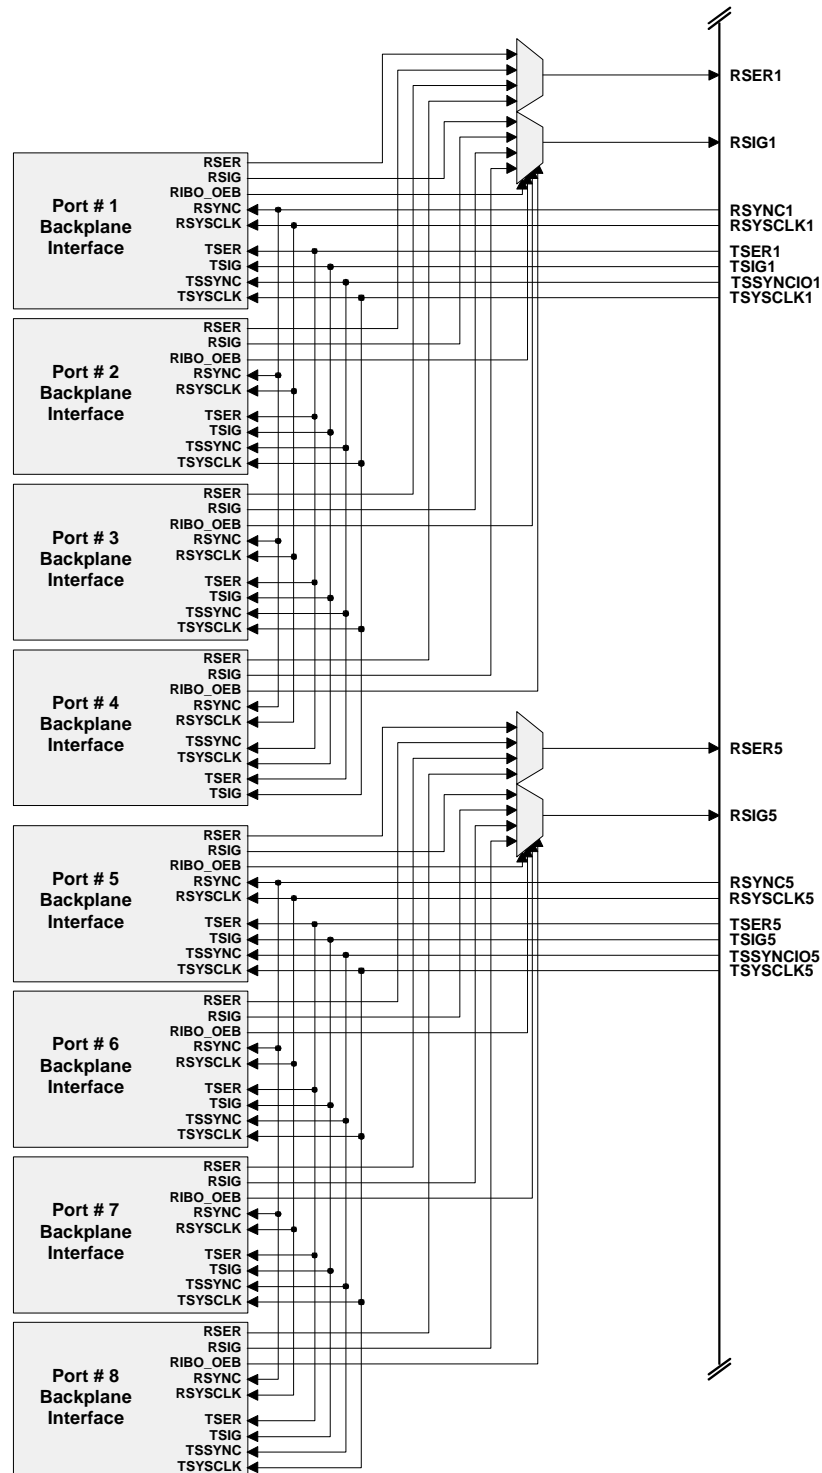 RSER1
RSIG1
Port # 1
Backplane
Interface
RSER
RSIG
RIBO_OEB
RSYNC
RSYSCLK
TSER
TSIG
TSSYNC
TSYSCLK
RSYNC1
RSYSCLK1
TSER1
TSIG1
TSSYNCIO1
TSYSCLK1
Port # 2
Backplane
Interface
RSER
RSIG
RIBO_OEB
RSYNC
RSYSCLK
TSER
TSIG
TSSYNC
TSYSCLK
Port # 3
Backplane
Interface
RSER
RSIG
RIBO_OEB
RSYNC
RSYSCLK
TSER
TSIG
TSSYNC
TSYSCLK
Port # 4
Backplane
Interface
RSER
RSIG
RIBO_OEB
RSYNC
RSYSCLK
TSSYNC
TSYSCLK
TSER
TSIG
RSER5
RSIG5
Port # 5
Backplane
Interface
RSER
RSIG
RIBO_OEB
RSYNC
RSYSCLK
TSER
TSIG
TSSYNC
TSYSCLK
RSYNC5
RSYSCLK5
TSER5
TSIG5
TSSYNCIO5
TSYSCLK5
Port # 6
Backplane
Interface
RSER
RSIG
RIBO_OEB
RSYNC
RSYSCLK
TSER
TSIG
TSSYNC
TSYSCLK
Port # 7
Backplane
Interface
RSER
RSIG
RIBO_OEB
RSYNC
RSYSCLK
TSER
TSIG
TSSYNC
TSYSCLK
Port # 8
Backplane
Interface
RSER
RSIG
RIBO_OEB
RSYNC
RSYSCLK
TSER
TSIG
TSSYNC
TSYSCLK